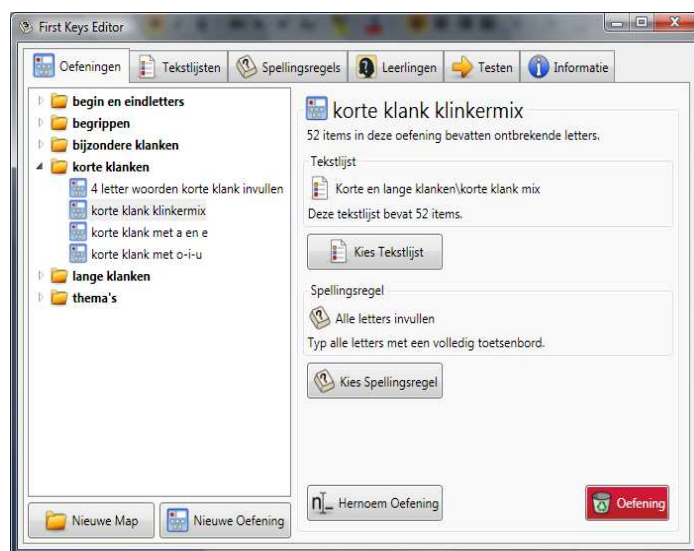 First Keys Editor
Oefeningen Tekstlijsten Spellingsregels Leerlingen Testen Informatie
begin en eindletters
begrippen
bijzondere klanken
korte klanken
4 letter woorden korte klank invullen
korte klank klinkermix
korte klank met a en e
korte klank met o-i-u
lange klanken
thema's
Nieuwe Map Nieuwe Oefening
korte klank klinkermix
52 items in deze oefening bevatten ontbrekende letters.
Tekstlijst
Korte en lange klanken\korte klank mix
Deze tekstlijst bevat 52 items.
Kies Tekstlijst
Spellingsregel
Alle letters invullen
Typ alle letters met een volledig toetsenbord.
Kies Spellingsregel
Hernoem Oefening Oefening